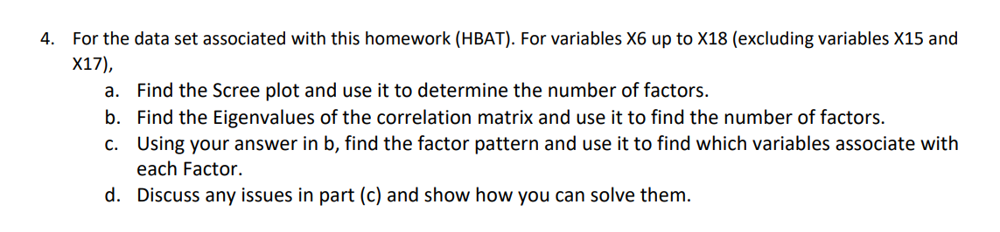 4. For the data set associated with this homework (HBAT). For variables X6 up to X18 (excluding variables X15 and
X17),
a. Find the Scree plot and use it to determine the number of factors.
b. Find the Eigenvalues of the correlation matrix and use it to find the number of factors.
c. Using your answer in b, find the factor pattern and use it to find which variables associate with
each Factor.
d. Discuss any issues in part (c) and show how you can solve them.